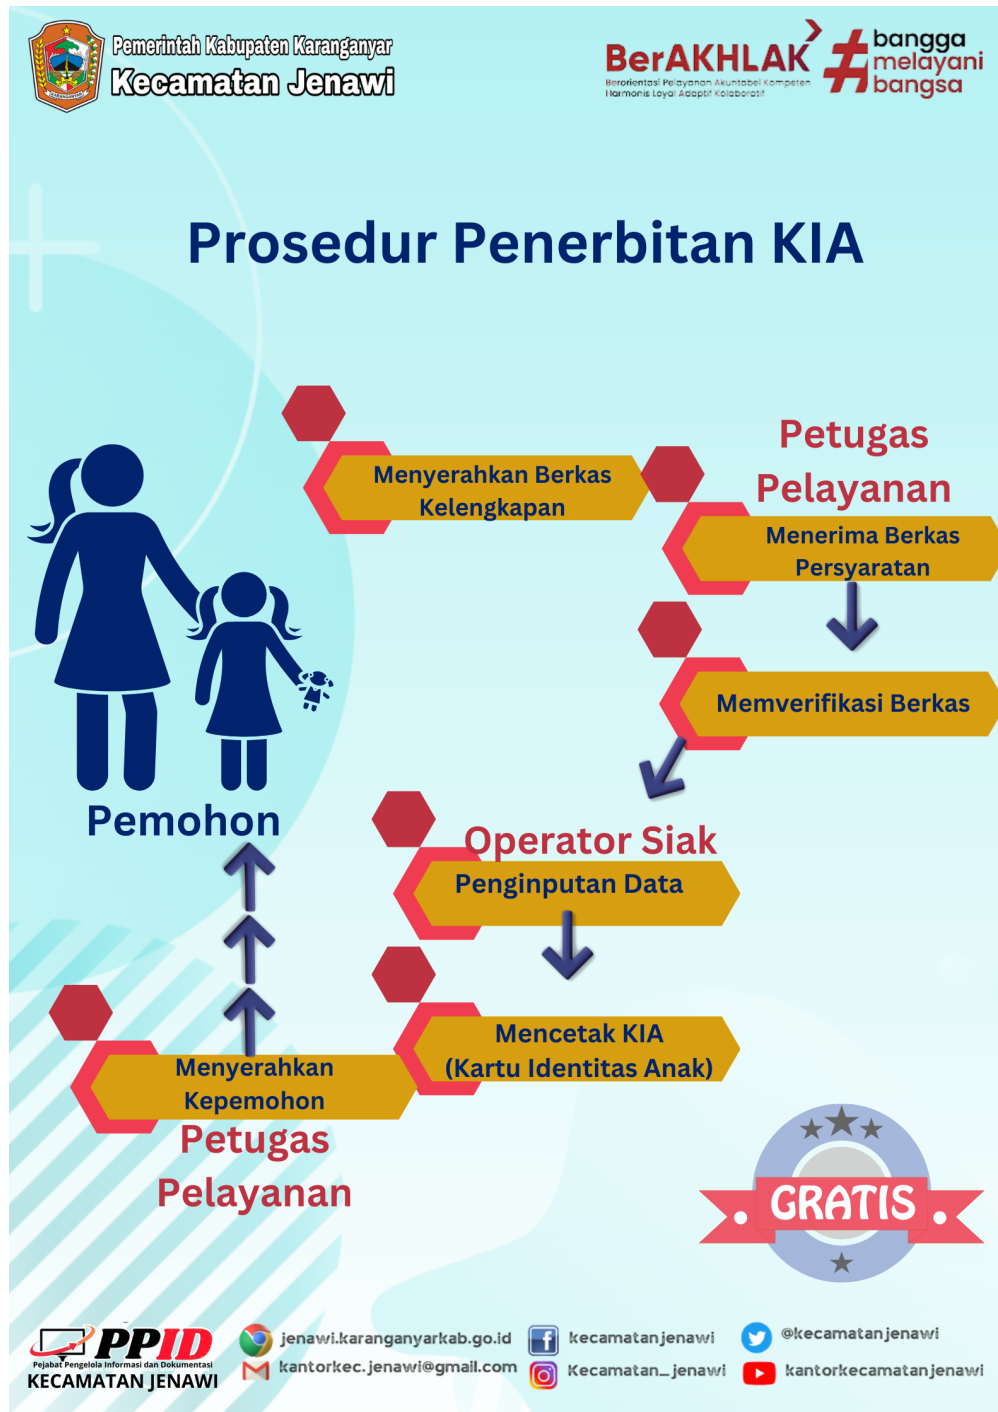 Pemerintah Kabupaten Karanganyar
Kecamatan Jenawi
BerAKHLAK
Berorientasi Pelayanan Akuntabel Kompeten
Harmonis Loyal Adaptif Kolaboratif
#bangga
melayani
bangsa
Prosedur Penerbitan KIA
Menyerahkan Berkas
Kelengkapan
Petugas
Pelayanan
Menerima Berkas
Persyaratan
Memverifikasi Berkas
Pemohon
Operator Siak
Penginputan Data
Mencetak KIA
(Kartu Identitas Anak)
Menyerahkan
Kepemohon
Petugas
Pelayanan
GRATIS
PPID
Pejabat Pengelola Informasi dan Dokumentasi
KECAMATAN JENAWI
jenawi.karanganyarkab.go.id
kantorkec.jenawi@gmail.com
kecamatanjenawi
Kecamatan_jenawi
@kecamatanjenawi
kantorkecamatanjenawi